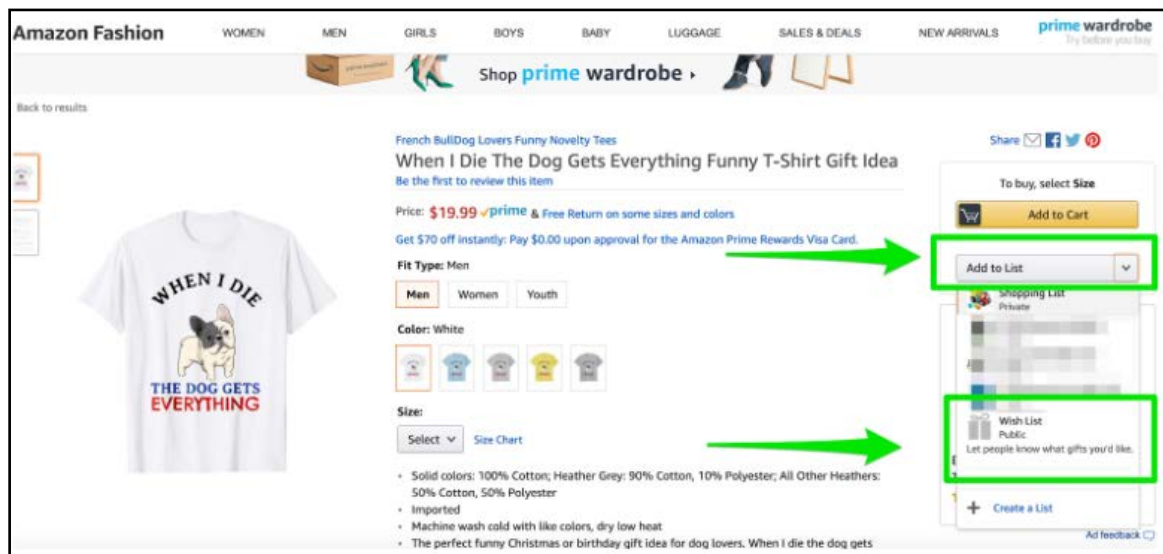 Amazon Fashion WOMEN MEN GIRLS BOYS BABY LUGGAGE SALES & DEALS NEW ARRIVALS prime wardrobe
Try before you buy
Shop prime wardrobe ›
Back to results
French BullDog Lovers Funny Novelty Tees
When I Die The Dog Gets Everything Funny T-Shirt Gift Idea
Be the first to review this item
Price: $19.99 prime & Free Return on some sizes and colors
Get $70 off instantly: Pay $0.00 upon approval for the Amazon Prime Rewards Visa Card.
Fit Type: Men
Men Women Youth
Color: White
Size:
Select Size Chart
• Solid colors: 100% Cotton; Heather Grey: 90% Cotton, 10% Polyester; All Other Heathers:
50% Cotton, 50% Polyester
• Imported
• Machine wash cold with like colors, dry low heat
• The perfect funny Christmas or birthday gift idea for dog lovers. When I die the dog gets
WHEN I DIE
THE DOG GETS
EVERYTHING
Share
To buy, select Size
Add to Cart
Add to List
Shopping List
Private
Wish List
Public
Let people know what gifts you'd like.
+ Create a List
Ad feedback